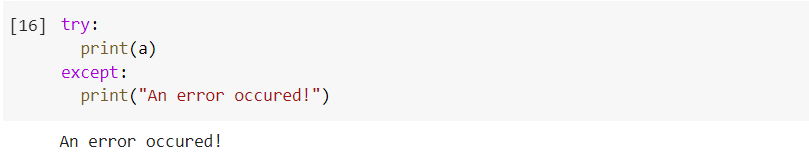 [16] try:
print(a)
except:
print("An error occured!")
An error occured!